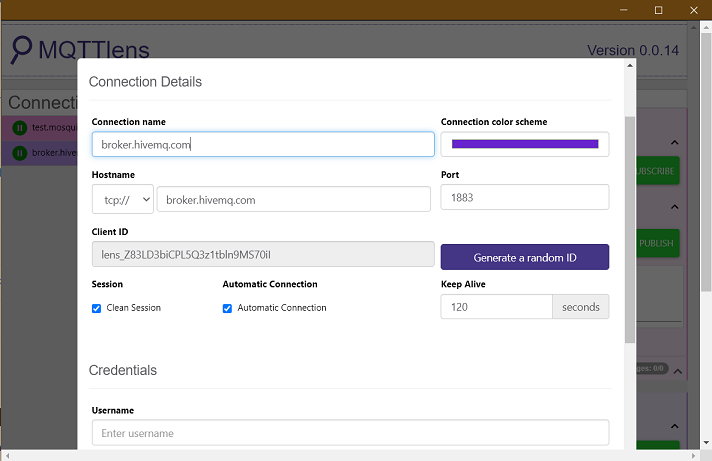 MQTTlens
Version 0.0.14
Connection Details
Connecti
test.mosqui
broker.hive
Connection name
Connection color scheme
broker.hivemq.com
Hostname
Port
tcp://
broker.hivemq.com
1883
UBSCRIBE
Client ID
lens_Z83LD3biCPL5Q3z1tbln9MS70iI
Generate a random ID
PUBLISH
Session
Automatic Connection
Keep Alive
Clean Session
Automatic Connection
120
seconds
ges: 0/0
Credentials
Username
Enter username